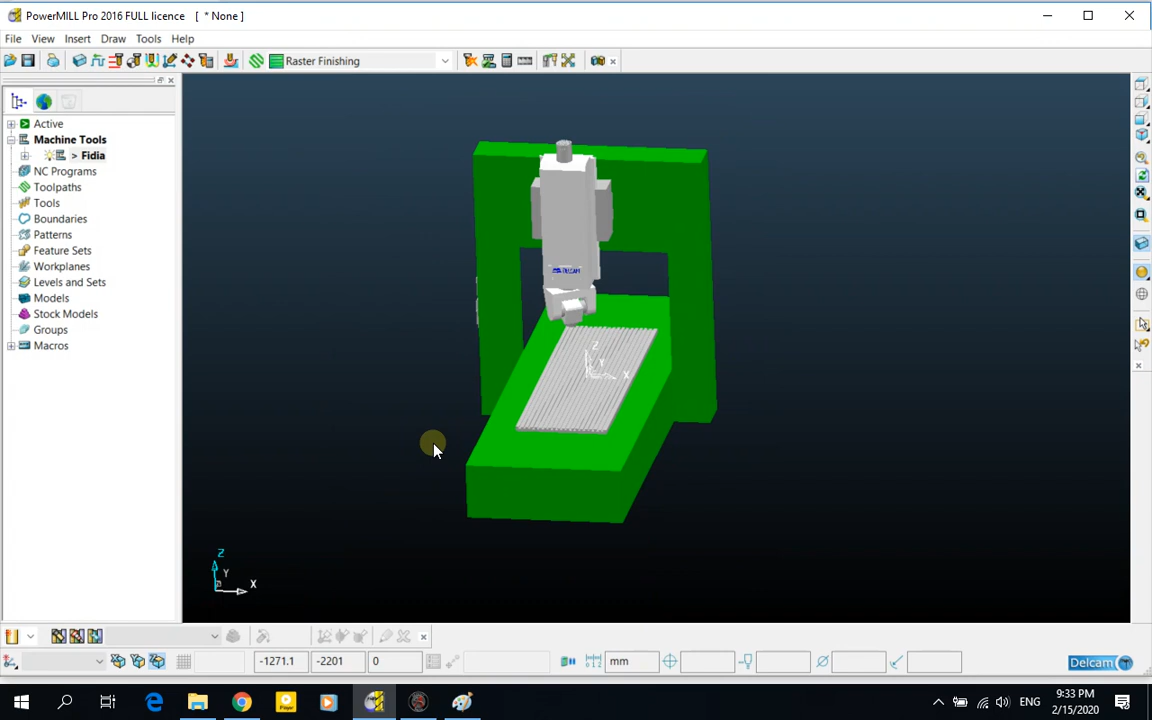 PowerMILL Pro 2016 FULL licence [ * None ]
File View Insert Draw Tools Help
Raster Finishing
Active
Machine Tools
> Fidia
NC Programs
Toolpaths
Tools
Boundaries
Patterns
Feature Sets
Workplanes
Levels and Sets
Models
Stock Models
Groups
Macros
DELCAM
Z
Y
X
Z
Y
X
-1271.1 -2201 0 mm Delcam
ENG 9:33 PM
2/15/2020